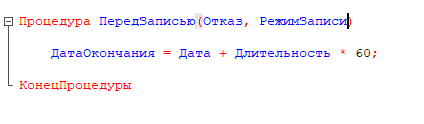 Процедура ПередЗаписью(Отказ, РежимЗаписи)
ДатаОкончания = Дата + Длительность * 60;
КонецПроцедуры